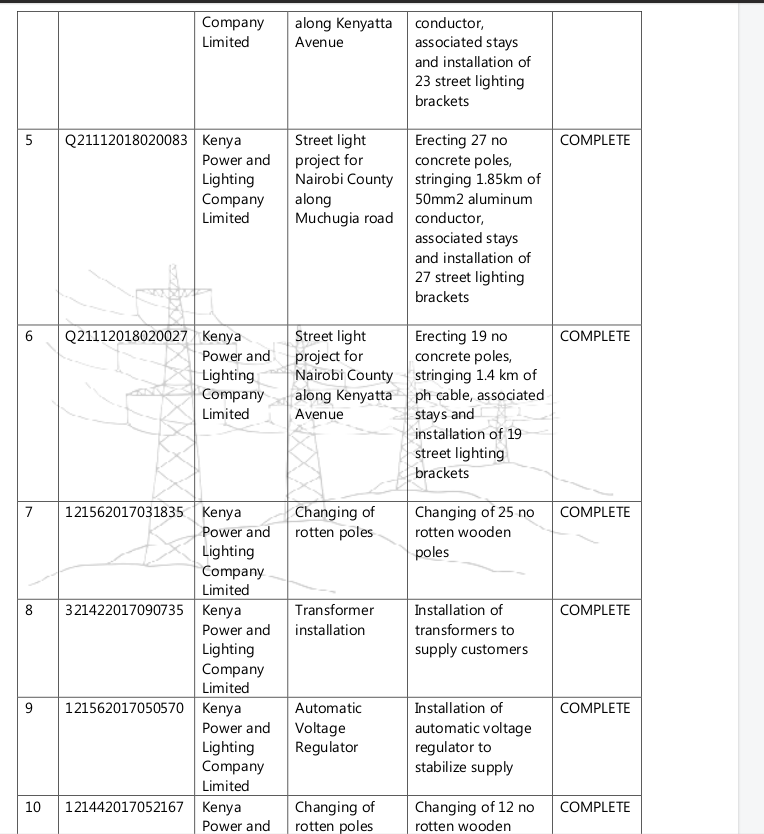 Company
Limited
along Kenyatta
Avenue
conductor,
associated stays
and installation of
23 street lighting
brackets
5
Q21112018020083
Kenya
Power and
Lighting
Company
Limited
Street light
project for
Nairobi County
along
Muchugia road
Erecting 27 no
concrete poles,
stringing 1.85km of
50mm2 aluminum
conductor,
associated stays
and installation of
27 street lighting
brackets
COMPLETE
6
Q21112018020027
Kenya
Power and
Lighting
Company
Limited
Street light
project for
Nairobi County
along Kenyatta
Avenue
Erecting 19 no
concrete poles,
stringing 1.4 km of
ph cable, associated
stays and
installation of 19
street lighting
brackets
COMPLETE
7
121562017031835
Kenya
Power and
Lighting
Company
Limited
Changing of
rotten poles
Changing of 25 no
rotten wooden
poles
COMPLETE
8
321422017090735
Kenya
Power and
Lighting
Company
Limited
Transformer
installation
Installation of
transformers to
supply customers
COMPLETE
9
121562017050570
Kenya
Power and
Lighting
Company
Limited
Automatic
Voltage
Regulator
Installation of
automatic voltage
regulator to
stabilize supply
COMPLETE
10
121442017052167
Kenya
Power and
Changing of
rotten poles
Changing of 12 no
rotten wooden
COMPLETE